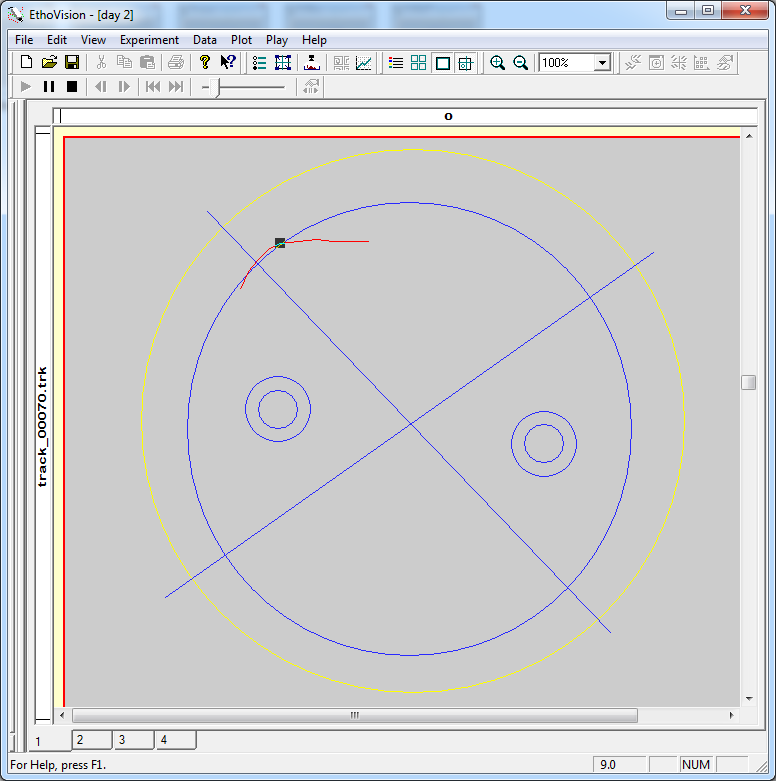 EthoVision - [day 2]
File Edit View Experiment Data Plot Play Help
100%
o
track_00070.trk
1 2 3 4
For Help, press F1. 9.0 NUM